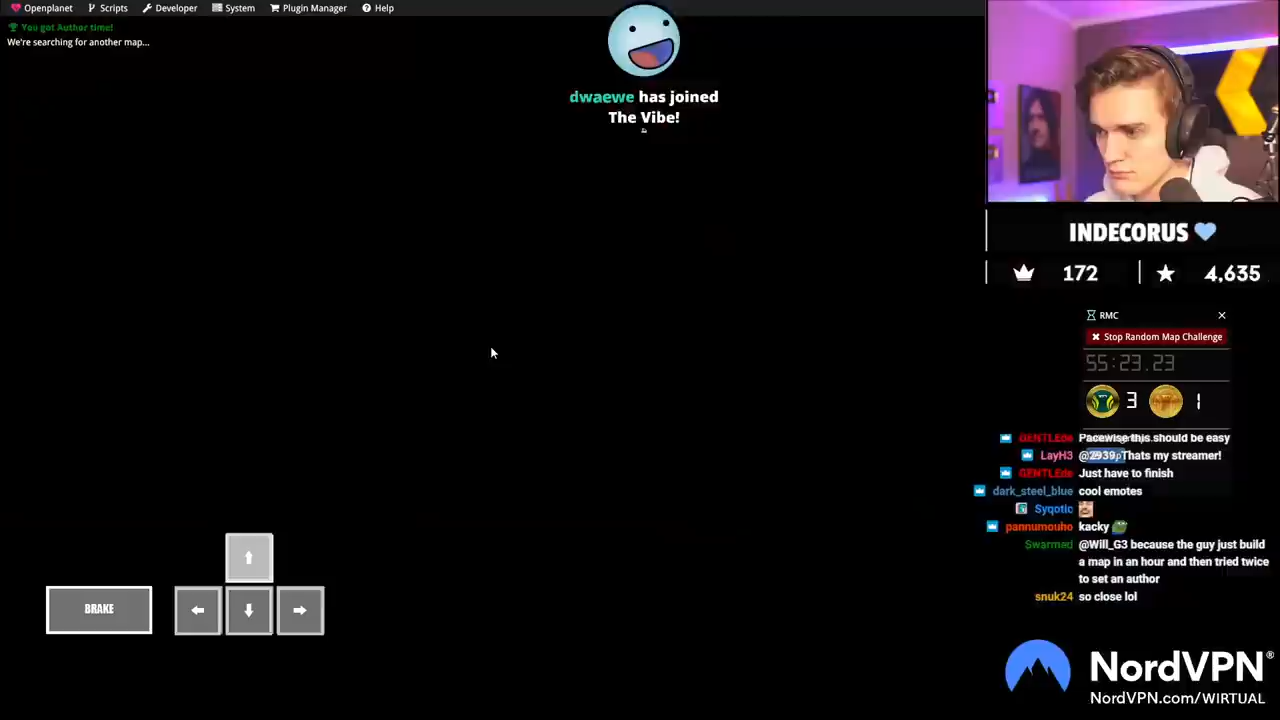 Openplanet Scripts Developer System Plugin Manager Help
You got Author time!
We're searching for another map...
dwaewe has joined
The Vibe!
INDECORUS
172 4,635
RMC
Stop Random Map Challenge
55:23.23
3 1
GENTLEde Pacewise this should be easy
LayH3 @2939p Thats my streamer!
GENTLEde Just have to finish
dark_steel_blue cool emotes
Syqotic
pannumouho kacky
Swarmed @Will_G3 because the guy just build
a map in an hour and then tried twice
to set an author
snuk24 so close lol
BRAKE
NordVPN®
NordVPN.com/WIRTUAL